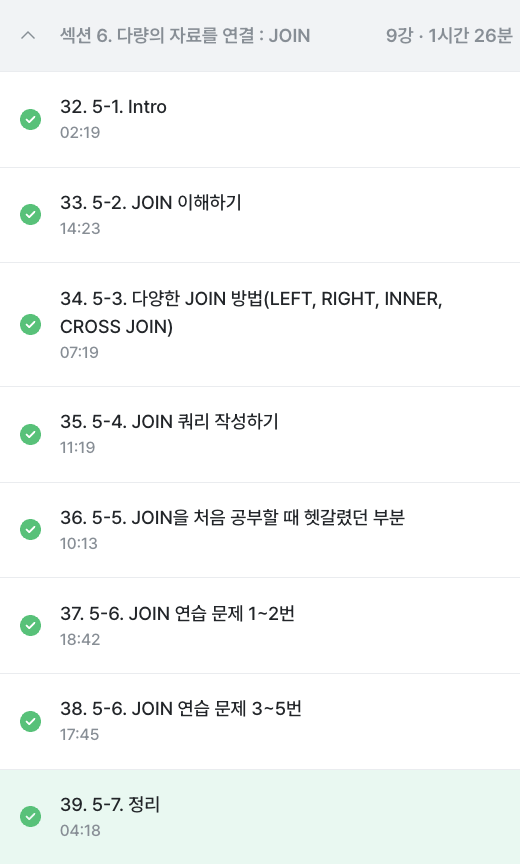 섹션 6. 다량의 자료를 연결 : JOIN 9강 · 1시간 26분
32. 5-1. Intro
02:19
33. 5-2. JOIN 이해하기
14:23
34. 5-3. 다양한 JOIN 방법(LEFT, RIGHT, INNER,
CROSS JOIN)
07:19
35. 5-4. JOIN 쿼리 작성하기
11:19
36. 5-5. JOIN을 처음 공부할 때 헷갈렸던 부분
10:13
37. 5-6. JOIN 연습 문제 1~2번
18:42
38. 5-6. JOIN 연습 문제 3~5번
17:45
39. 5-7. 정리
04:18